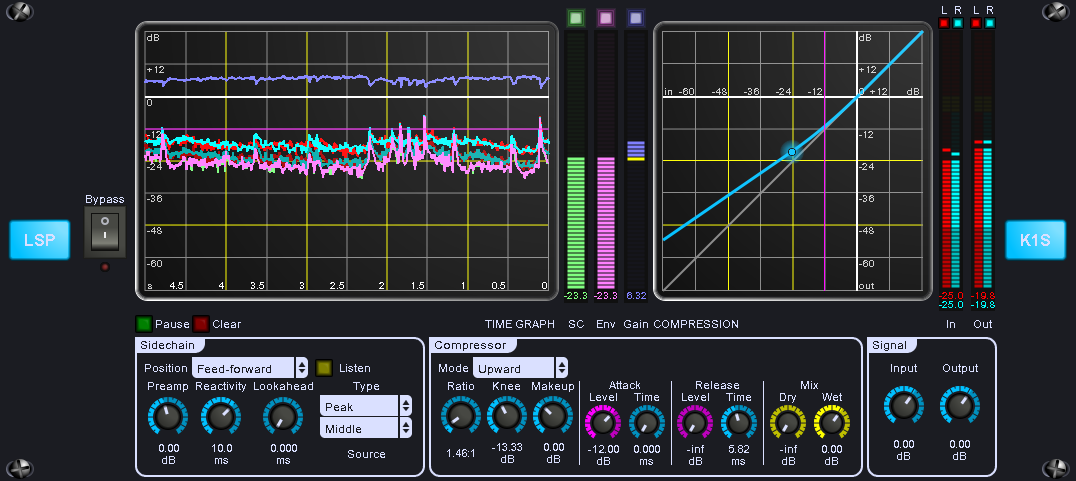 L R L R
dB
+12
0
-12
-24
-36
-48
-60
s 4.5 4 3.5 3 2.5 2 1.5 1 0.5 0
-23.3 -23.3 6.32
dB
+12
in -60 -48 -36 -24 -12 0 +12 dB
-12
-24
-36
-48
-60
out
-25.0 -19.8
-25.0 -19.8
Bypass
LSP
K1S
Pause Clear TIME GRAPH SC Env Gain COMPRESSION In Out
Sidechain
Position Feed-forward Listen
Preamp Reactivity Lookahead Type
Peak
Middle
Source
0.00 10.0 0.000
dB ms ms
Compressor
Mode Upward
Ratio Knee Makeup Attack Release Mix
Level Time Level Time Dry Wet
1.46:1 -13.33 0.00 -12.00 0.000 -inf 5.82 -inf 0.00
dB dB dB ms dB ms dB dB
Signal
Input Output
0.00 0.00
dB dB